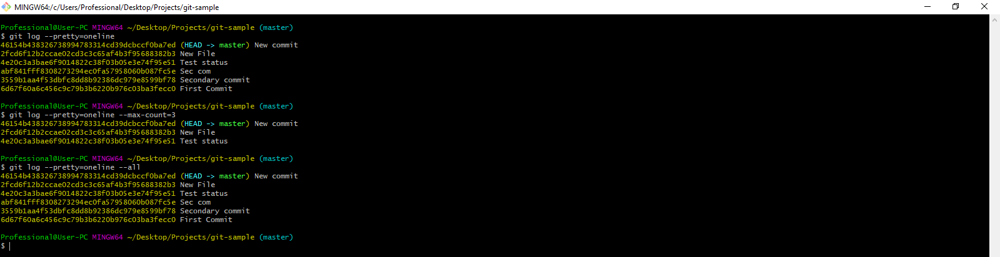 MINGW64:/c/Users/Professional/Desktop/Projects/git-sample
Professional@User-PC MINGW64 ~/Desktop/Projects/git-sample (master)
$ git log --pretty=oneline
46154b438326738994783314cd39dcbccf0ba7ed (HEAD -> master) New commit
2fcd6f12b2ccae02cd3c3c65af4b3f95688382b3 New File
4e20c3a3bae6f9014822c38f03b05e3e74f95e51 Test status
abf841fff8308273294ec0fa57958060b087fc5e Sec com
3559b1aa4f53dbfc8dd8b92386dc979e8599bf78 Secondary commit
6d67f60a6c456c9c79b3b6220b976c03ba3fecc0 First Commit
Professional@User-PC MINGW64 ~/Desktop/Projects/git-sample (master)
$ git log --pretty=oneline --max-count=3
46154b438326738994783314cd39dcbccf0ba7ed (HEAD -> master) New commit
2fcd6f12b2ccae02cd3c3c65af4b3f95688382b3 New File
4e20c3a3bae6f9014822c38f03b05e3e74f95e51 Test status
Professional@User-PC MINGW64 ~/Desktop/Projects/git-sample (master)
$ git log --pretty=oneline --all
46154b438326738994783314cd39dcbccf0ba7ed (HEAD -> master) New commit
2fcd6f12b2ccae02cd3c3c65af4b3f95688382b3 New File
4e20c3a3bae6f9014822c38f03b05e3e74f95e51 Test status
abf841fff8308273294ec0fa57958060b087fc5e Sec com
3559b1aa4f53dbfc8dd8b92386dc979e8599bf78 Secondary commit
6d67f60a6c456c9c79b3b6220b976c03ba3fecc0 First Commit
Professional@User-PC MINGW64 ~/Desktop/Projects/git-sample (master)
$